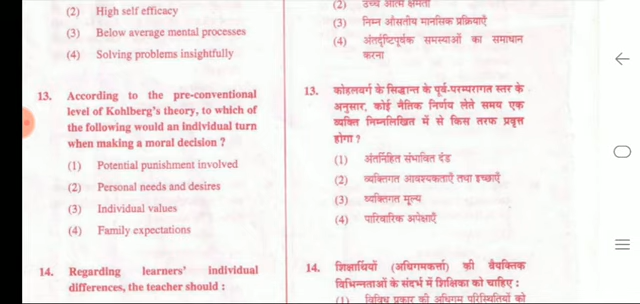 (2) High self efficacy
(3) Below average mental processes
(4) Solving problems insightfully
13. According to the pre-conventional
level of Kohlberg's theory, to which of
the following would an individual turn
when making a moral decision ?
(1) Potential punishment involved
(2) Personal needs and desires
(3) Individual values
(4) Family expectations
14. Regarding learners' individual
differences, the teacher should :
(2) उच्च आत्म क्षमता
(3) निम्न औसतीय मानसिक प्रक्रियाएँ
(4) अंतर्दृष्टिपूर्वक समस्याओं का समाधान
करना
13. कोहलबर्ग के सिद्धान्त के पूर्व-परम्परागत स्तर के
अनुसार, कोई नैतिक निर्णय लेते समय एक
व्यक्ति निम्नलिखित में से किस तरफ प्रवृत्त
होगा ?
(1) अंतर्निहित संभावित दंड
(2) व्यक्तिगत आवश्यकताएँ तथा इच्छाएँ
(3) व्यक्तिगत मूल्य
(4) पारिवारिक अपेक्षाएँ
14. शिक्षार्थियों (अधिगमकर्त्ता) की वैयक्तिक
विभिन्नताओं के संदर्भ में शिक्षिका को चाहिए :
(1) विविध प्रकार की अधिगम परिस्थितियों को